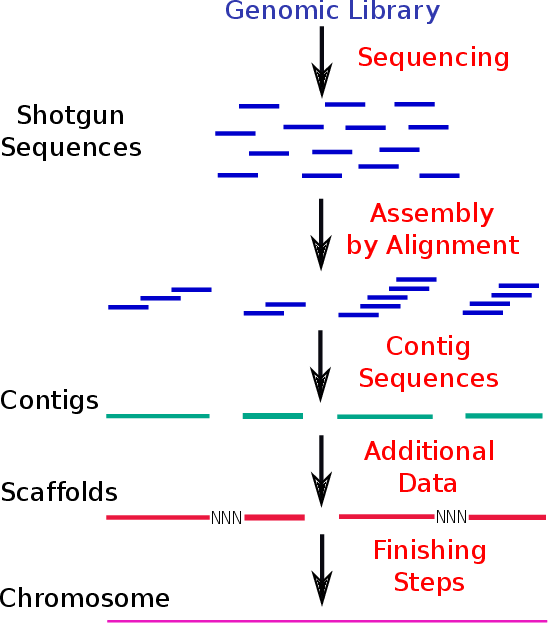 Genomic Library
Sequencing
Shotgun
Sequences
Assembly
by Alignment
Contig
Sequences
Contigs
Additional
Data
Scaffolds
NNN NNN
Finishing
Steps
Chromosome